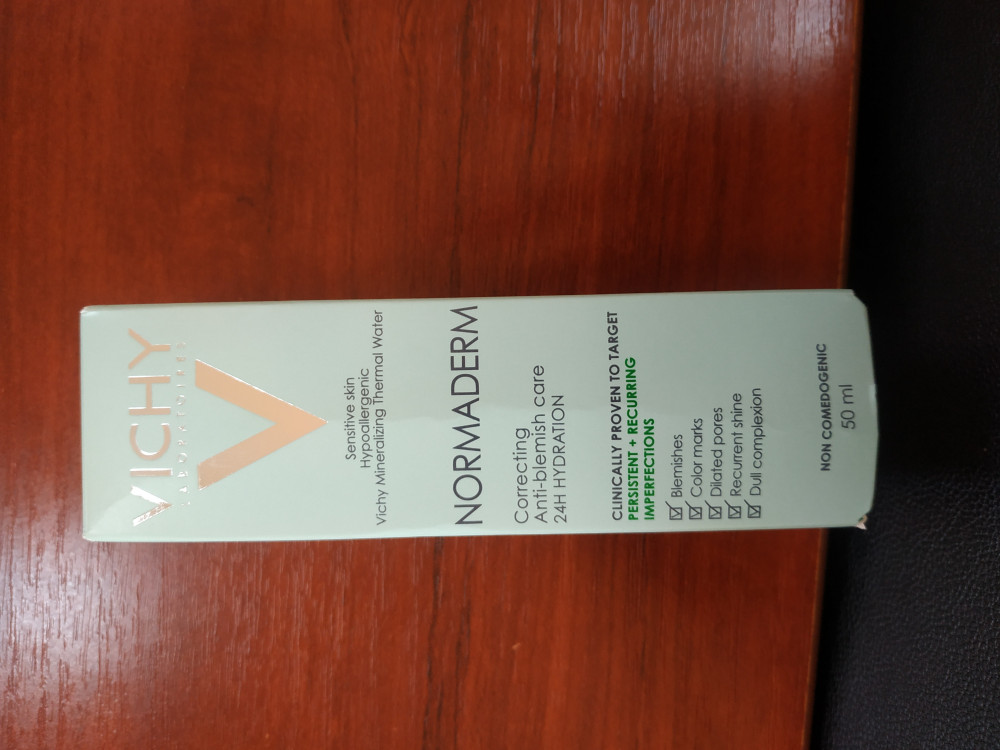 VICHY
LABORATOIRES
Sensitive skin
Hypoallergenic
Vichy Mineralizing Thermal Water
NORMADERM
Correcting
Anti-blemish care
24H HYDRATION
CLINICALLY PROVEN TO TARGET
PERSISTENT + RECURRING
IMPERFECTIONS
Blemishes
Color marks
Dilated pores
Recurrent shine
Dull complexion
NON COMEDOGENIC
50 ml